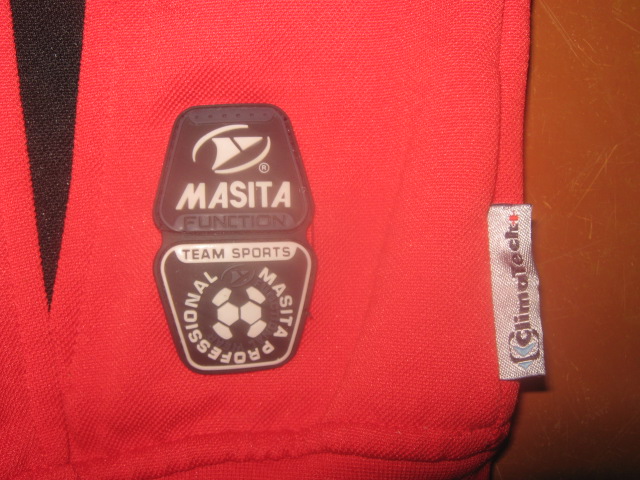 ®
MASITA
FUNCTION
TEAM SPORTS
MASITA PROFESSIONAL
ClimaTech+